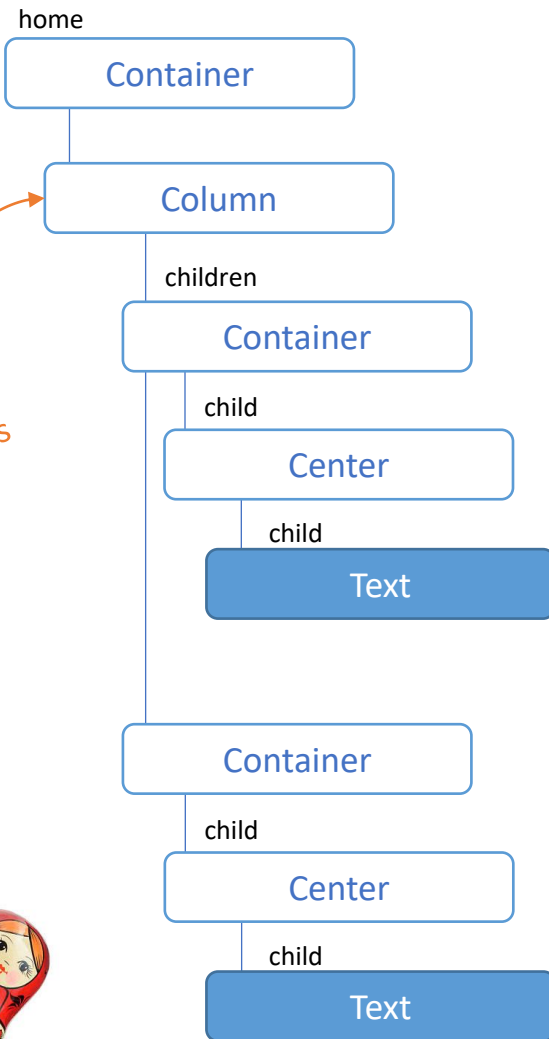 home
Container
Column
children
Container
child
Center
child
Text
Container
child
Center
child
Text